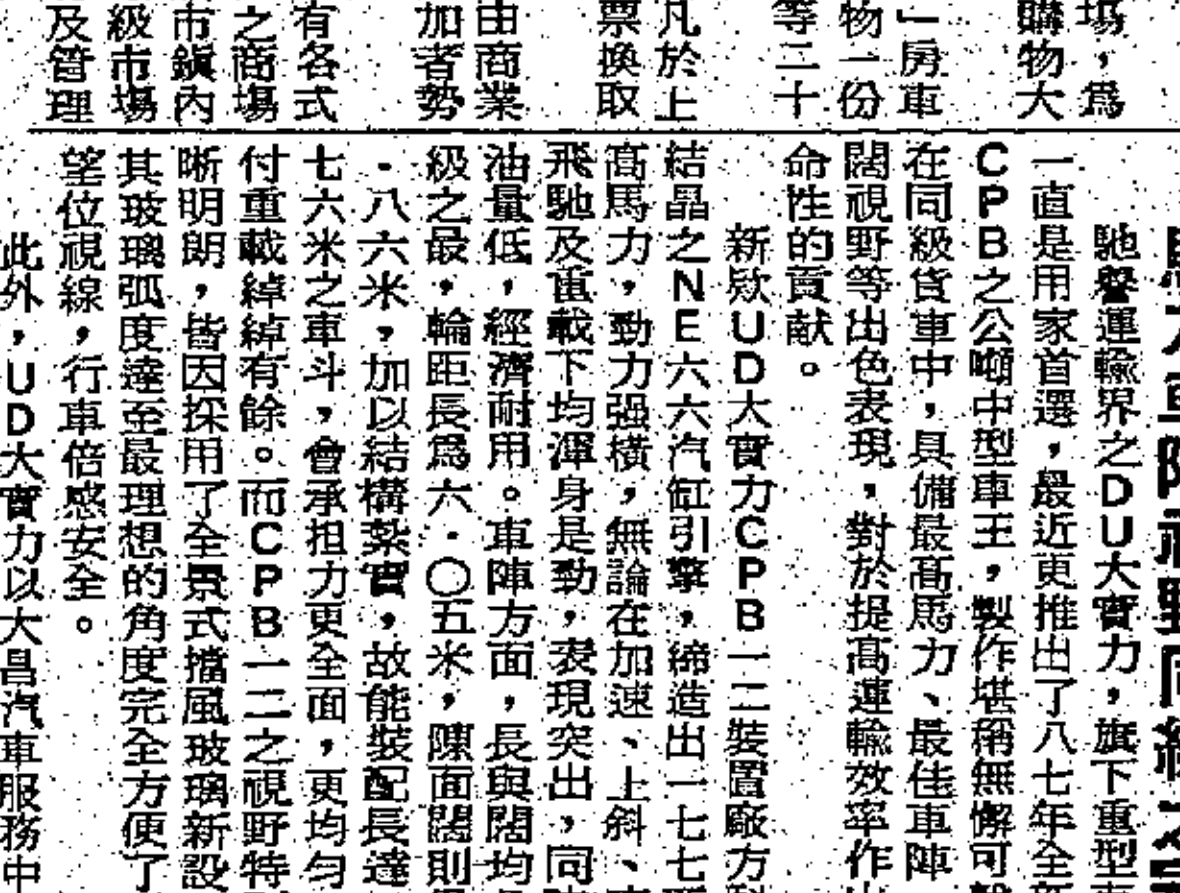 場，為
購物大
」房車
物一份
等二十
凡於上
票換取
由商業
加者勢
有各式
之商場
市鎮內
級市場
及管理
同級之
馳譽運輸界之DU大實力，旗下重型
一直是用家首選，最近更推出了八七年全
CPB之公噸中型車王，製作堪稱無懈可
在同級貨車中，具備最高馬力、最佳車陣
闊視野等出色表現，對於提高運輸效率作出
命性的貢献。
新欵UD大實力CPB一二裝置廠方
結晶之NE六六汽缸引擎，締造出一七七
高馬力，勁力强橫，無論在加速、上斜、
飛馳及重載下均渾身是勁，表現突出，同
油量低，經濟耐用。車陣方面，長與闊均
級之最，輪距長為六．〇五米，陳面闊則
．八六米，加以結構紮實，故能裝配長達
七六米之車斗，會承担力更全面，更均勻
付重載綽綽有餘。而CPB一二之視野特
晰明朗，皆因採用了全景式擋風玻璃新設
其玻璃弧度達至最理想的角度完全方便了
望位視線，行車倍感安全。
此外，UD大實力以大昌汽車服務中